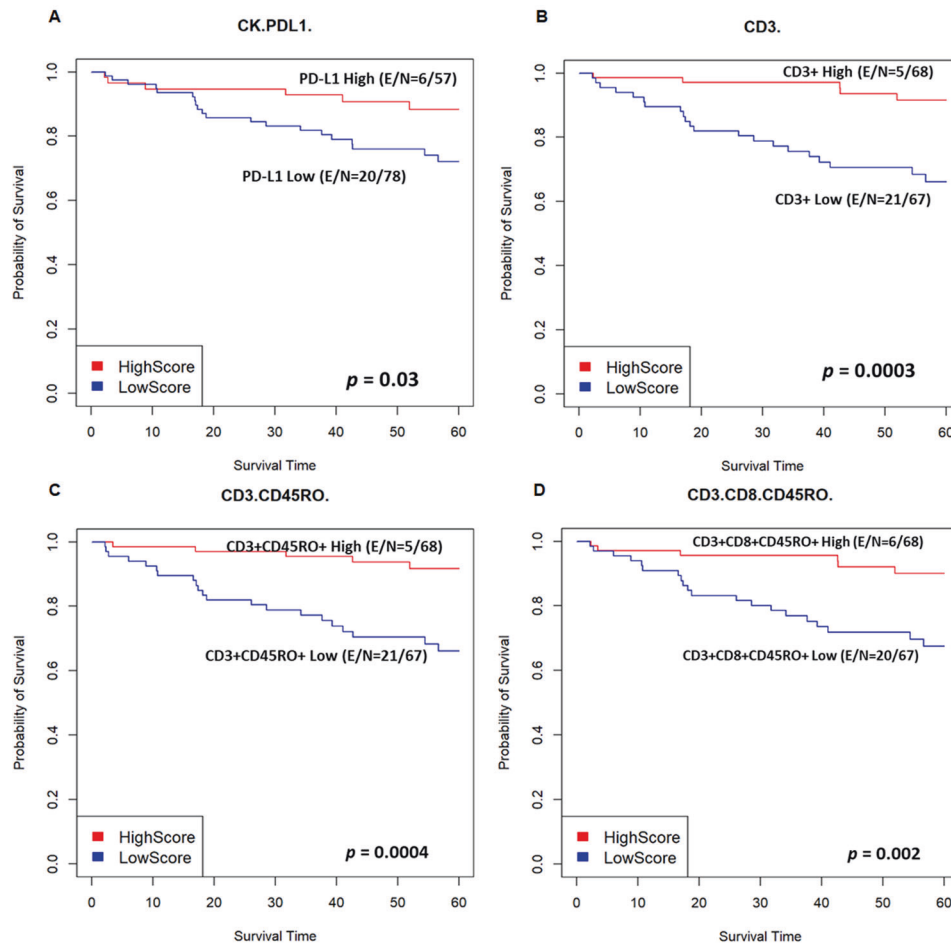 A
CK.PDL1.
PD-L1 High (E/N=6/57)
PD-L1 Low (E/N=20/78)
Probability of Survival
1.0
0.8
0.6
0.4
0.2
0.0
HighScore
LowScore
p = 0.03
0 10 20 30 40 50 60
Survival Time
B
CD3.
CD3+ High (E/N=5/68)
CD3+ Low (E/N=21/67)
Probability of Survival
1.0
0.8
0.6
0.4
0.2
0.0
HighScore
LowScore
p = 0.0003
0 10 20 30 40 50 60
Survival Time
C
CD3.CD45RO.
CD3+CD45RO+ High (E/N=5/68)
CD3+CD45RO+ Low (E/N=21/67)
Probability of Survival
1.0
0.8
0.6
0.4
0.2
0.0
HighScore
LowScore
p = 0.0004
0 10 20 30 40 50 60
Survival Time
D
CD3.CD8.CD45RO.
CD3+CD8+CD45RO+ High (E/N=6/68)
CD3+CD8+CD45RO+ Low (E/N=20/67)
Probability of Survival
1.0
0.8
0.6
0.4
0.2
0.0
HighScore
LowScore
p = 0.002
0 10 20 30 40 50 60
Survival Time